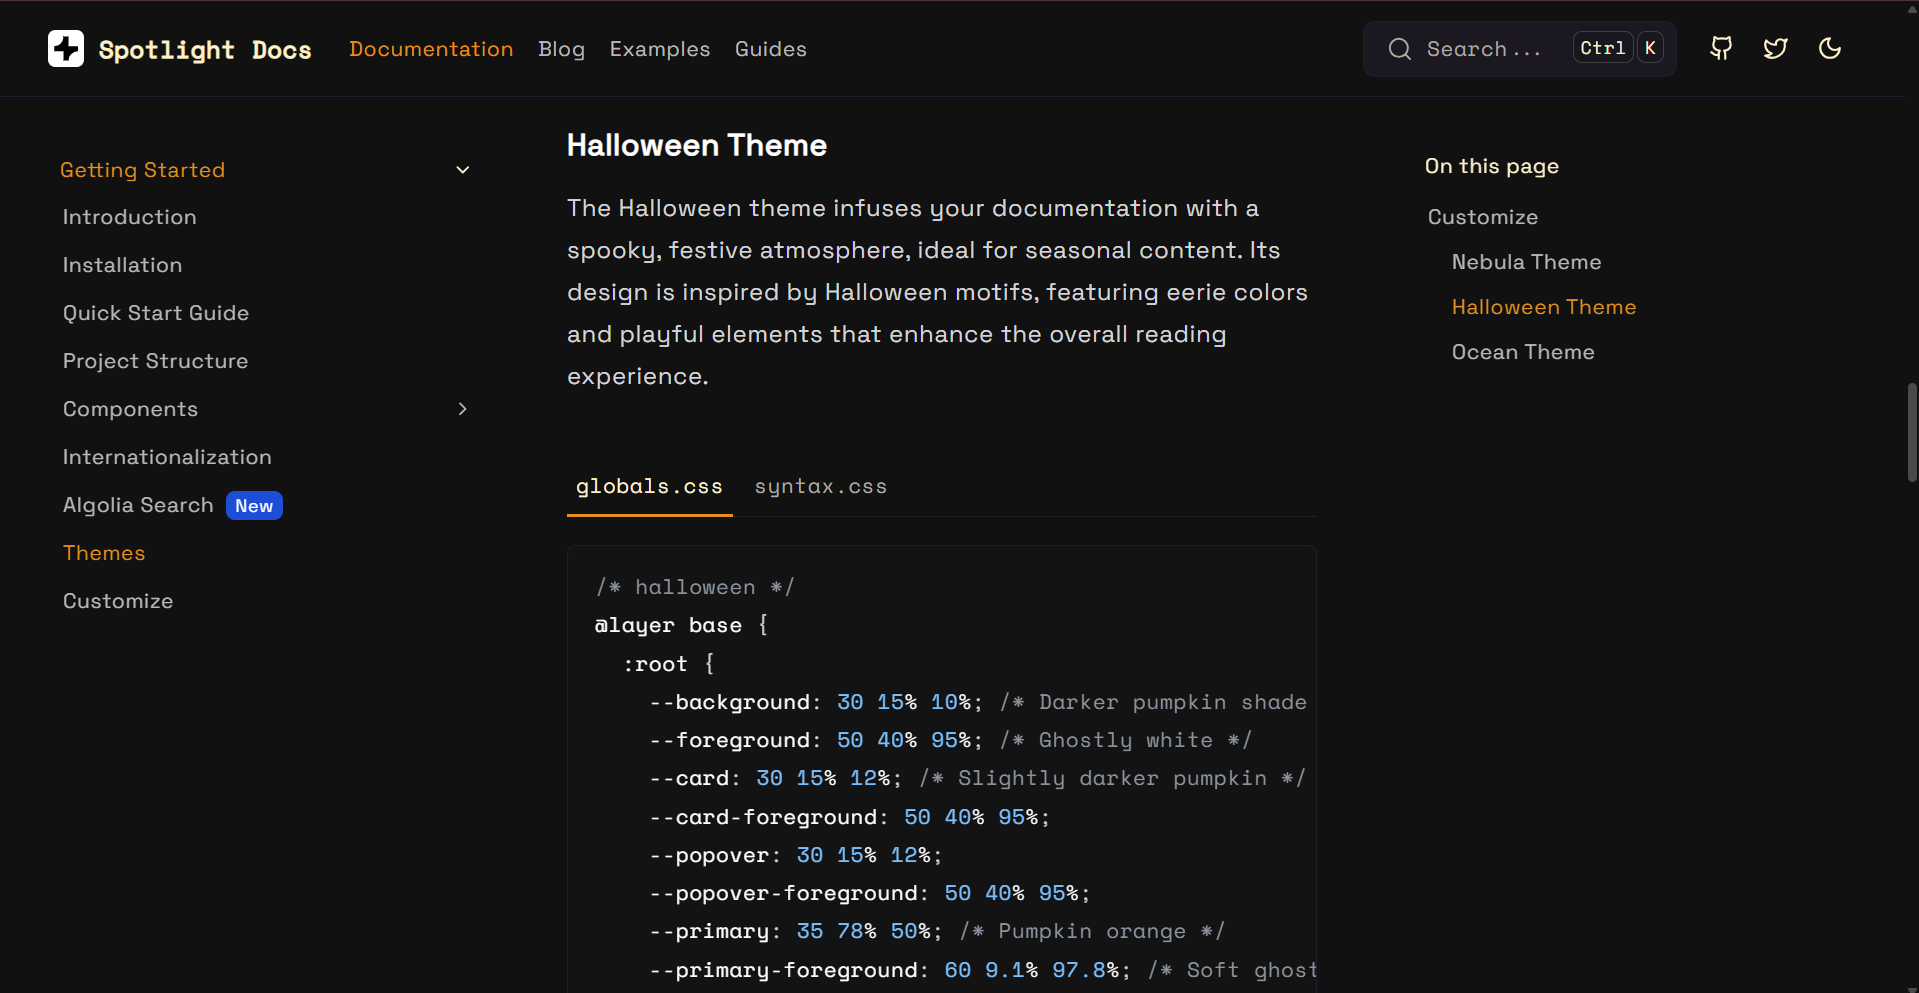 Spotlight Docs
Documentation
Blog
Examples
Guides
Search...
Ctrl
K
Getting Started
Introduction
Installation
Quick Start Guide
Project Structure
Components
Internationalization
Algolia Search New
Themes
Customize
Halloween Theme
The Halloween theme infuses your documentation with a
spooky, festive atmosphere, ideal for seasonal content. Its
design is inspired by Halloween motifs, featuring eerie colors
and playful elements that enhance the overall reading
experience.
globals.css
syntax.css
/* halloween */
@layer base {
:root {
--background: 30 15% 10%; /* Darker pumpkin shade
--foreground: 50 40% 95%; /* Ghostly white */
--card: 30 15% 12%; /* Slightly darker pumpkin */
--card-foreground: 50 40% 95%;
--popover: 30 15% 12%;
--popover-foreground: 50 40% 95%;
--primary: 35 78% 50%; /* Pumpkin orange */
--primary-foreground: 60 9.1% 97.8%; /* Soft ghost
On this page
Customize
Nebula Theme
Halloween Theme
Ocean Theme